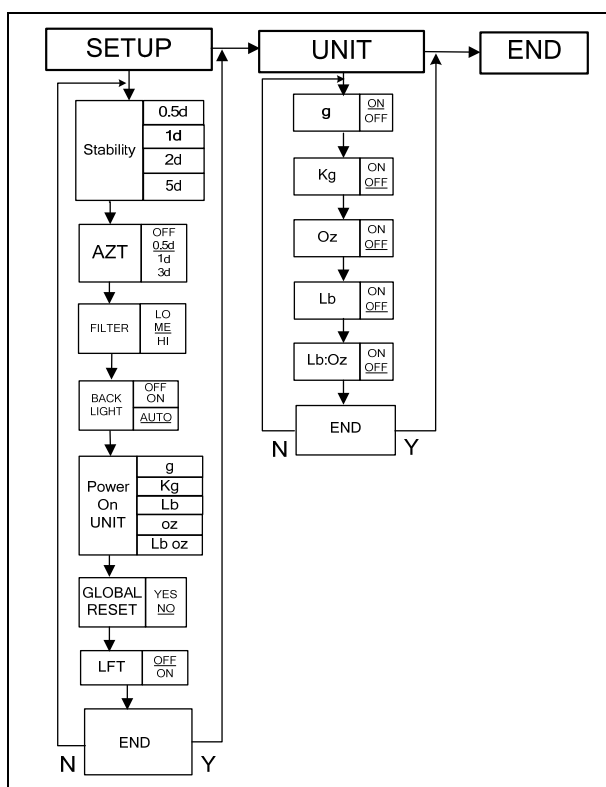 SETUP
UNIT
END
Stability
0.5d
1d
2d
5d
AZT
OFF
0.5d
1d
3d
FILTER
LO
ME
HI
BACK
LIGHT
OFF
ON
AUTO
Power
On
UNIT
g
Kg
Lb
oz
Lb oz
GLOBAL
RESET
YES
NO
LFT
OFF
ON
END
N
Y
g
ON
OFF
Kg
ON
OFF
Oz
ON
OFF
Lb
ON
OFF
Lb:Oz
ON
OFF
END
N
Y